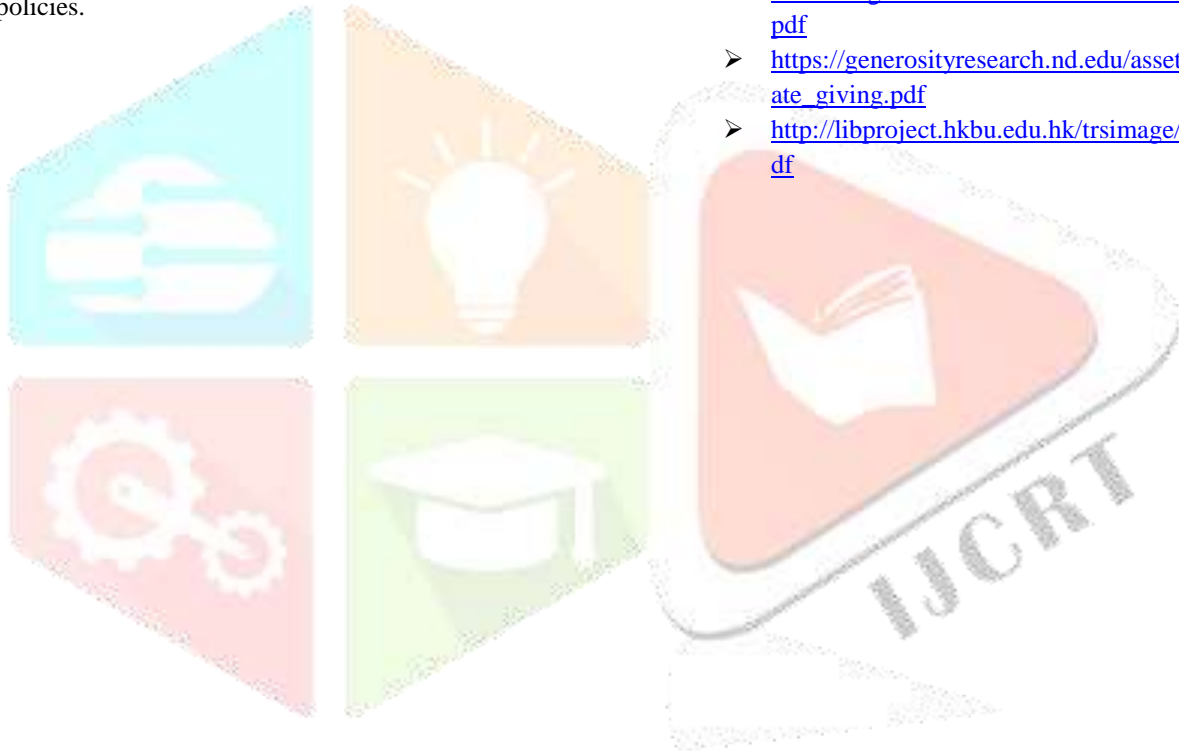 policies.
pdf
https://generosityresearch.nd.edu/asset
ate_giving.pdf
http://libproject.hkbu.edu.hk/trsimage/
df
IJCRT